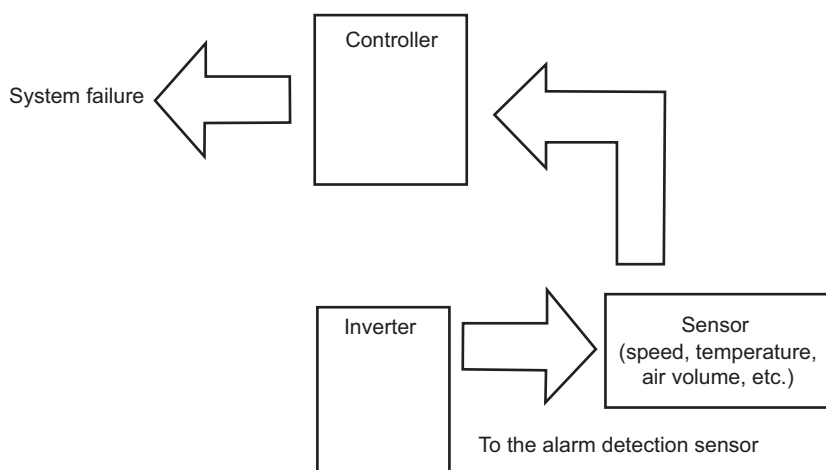 Controller
System failure
Inverter
Sensor
(speed, temperature,
air volume, etc.)
To the alarm detection sensor